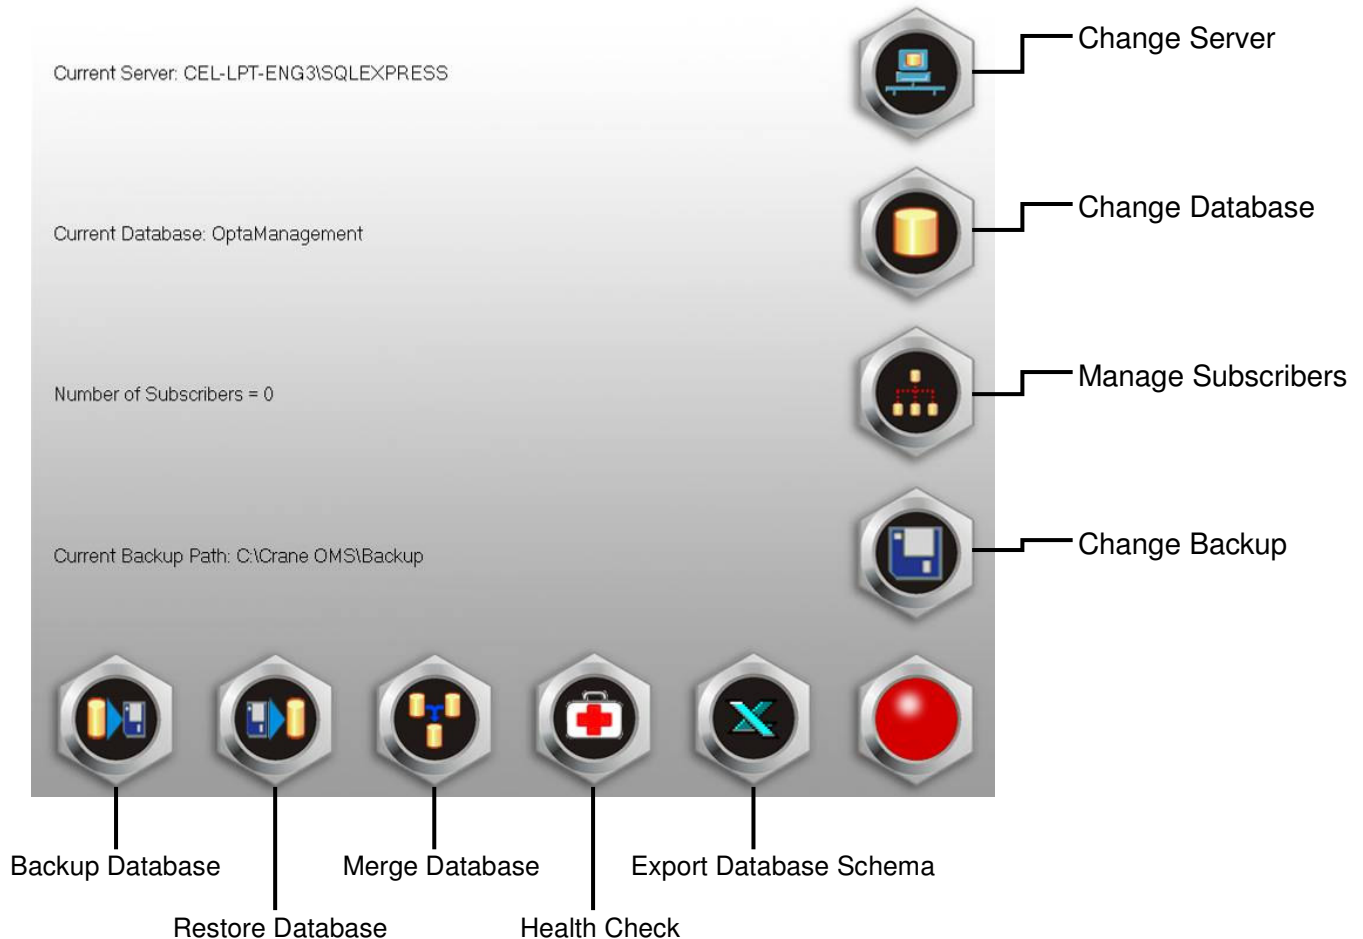 Change Server
Current Server: CEL-LPT-ENG3\SQLEXPRESS
Change Database
Current Database: OptaManagement
Manage Subscribers
Number of Subscribers = 0
Change Backup
Current Backup Path: C:\Crane OMS\Backup
Backup Database
Merge Database
Export Database Schema
Restore Database
Health Check